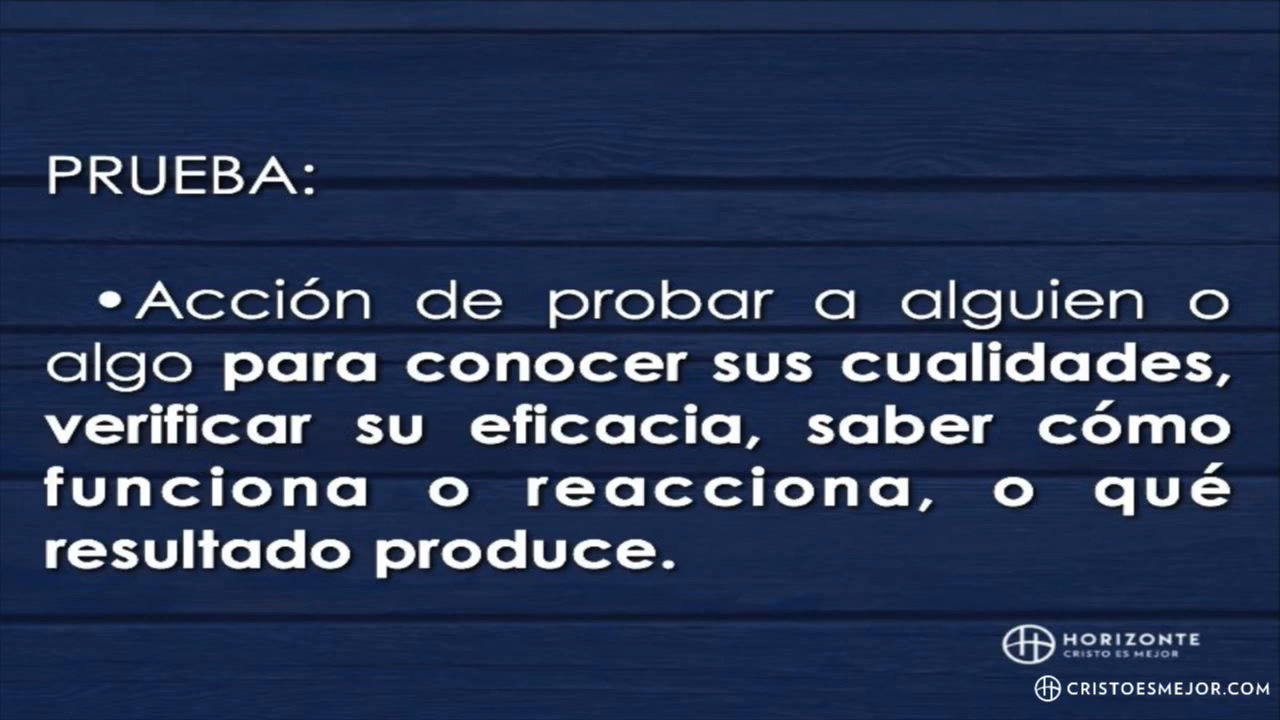 PRUEBA:
•Acción de probar a alguien o
algo para conocer sus cualidades,
verificar su eficacia, saber cómo
funciona o reacciona, o qué
resultado produce.
HORIZONTE
CRISTO ES MEJOR
CRISTOESMEJOR.COM